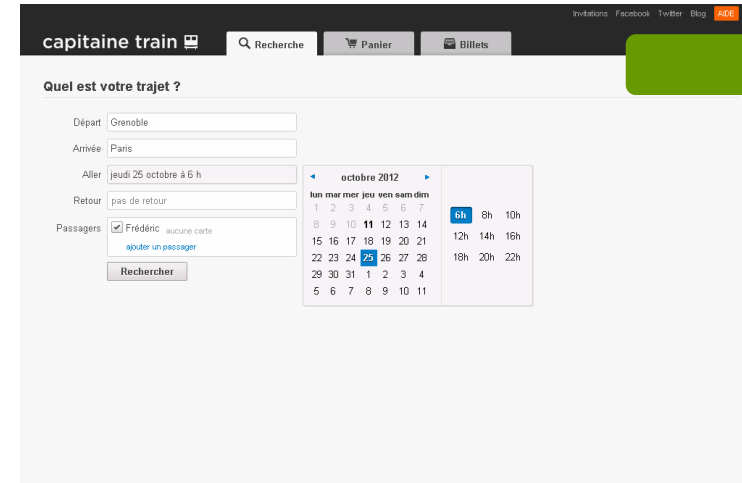 Invitations Facebook Twitter Blog AIDE
capitaine train Recherche Panier Billets
Quel est votre trajet ?
Départ Grenoble
Arrivée Paris
Aller jeudi 25 octobre à 6 h
Retour pas de retour
Passagers Frédéric aucune carte
ajouter un passager
Rechercher
octobre 2012
lun mar mer jeu ven sam dim
1 2 3 4 5 6 7
8 9 10 11 12 13 14
15 16 17 18 19 20 21
22 23 24 25 26 27 28
29 30 31 1 2 3 4
5 6 7 8 9 10 11
6h 8h 10h
12h 14h 16h
18h 20h 22h